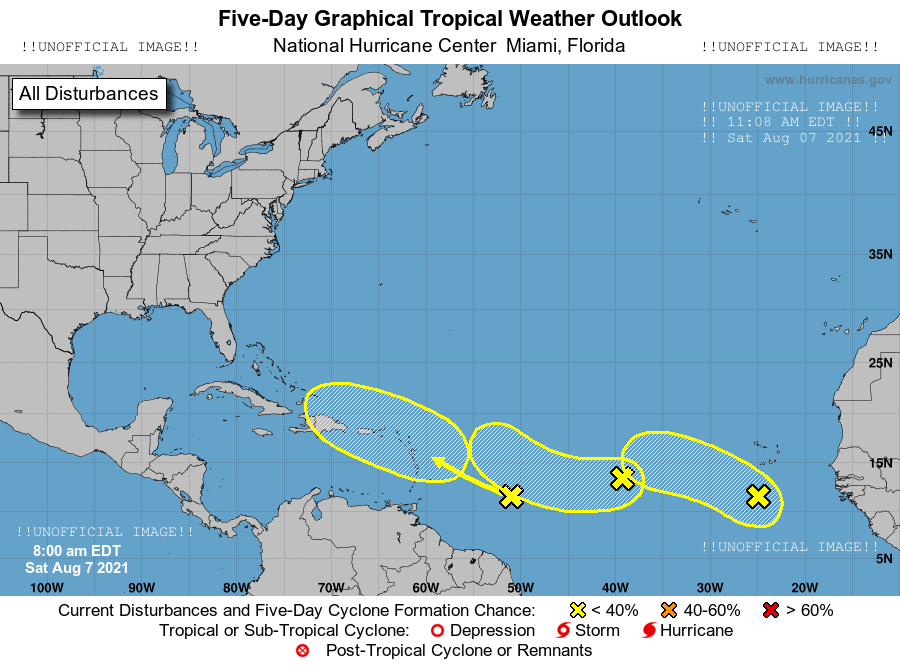 Five-Day Graphical Tropical Weather Outlook
!!UNOFFICIAL IMAGE!! National Hurricane Center  Miami, Florida !!UNOFFICIAL IMAGE!!
All Disturbances
www.hurricanes.gov
!!UNOFFICIAL IMAGE!!
!! 11:08 AM EDT !!
!! Sat Aug 07 2021 !!
45N
35N
25N
15N
!!UNOFFICIAL IMAGE!!
8:00 am EDT
Sat Aug 7 2021
!!UNOFFICIAL IMAGE!!
5N
100W 90W 80W 70W 60W 50W 40W 30W 20W
Current Disturbances and Five-Day Cyclone Formation Chance: < 40% 40-60% > 60%
Tropical or Sub-Tropical Cyclone: Depression Storm Hurricane
Post-Tropical Cyclone or Remnants